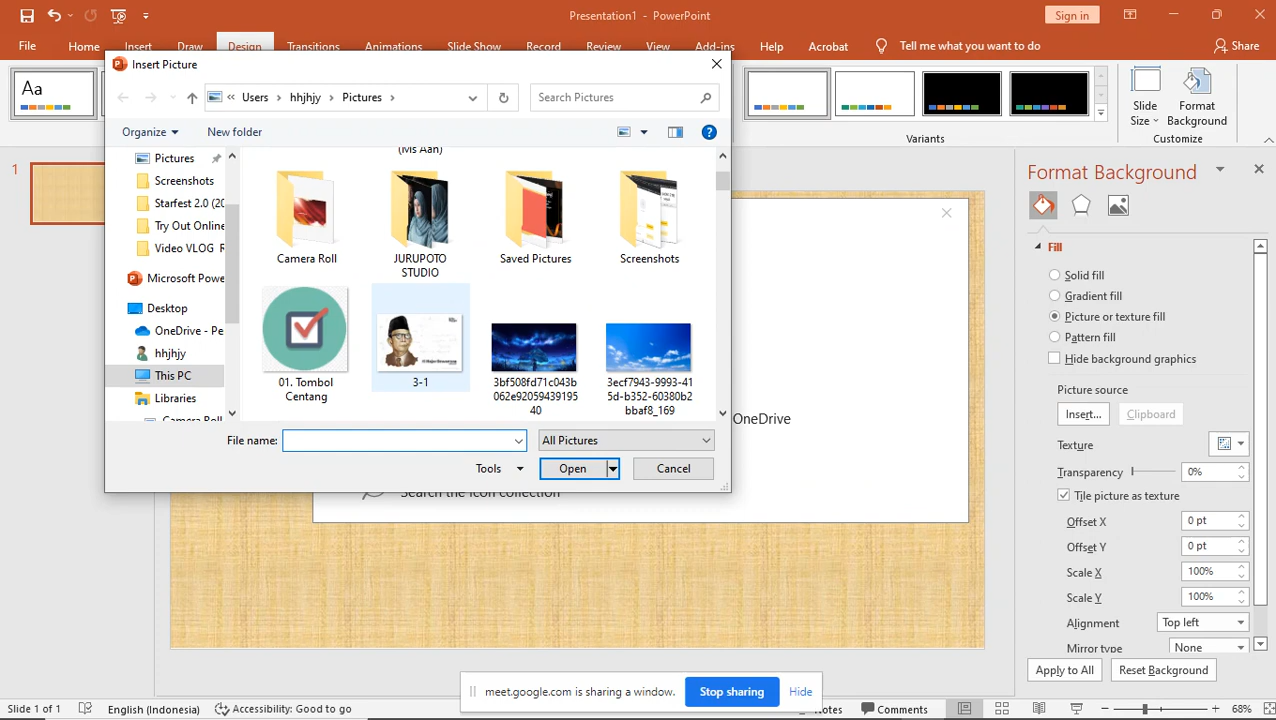 Presentation1 - PowerPoint
Sign in
File
Home
Insert
Draw
Design
Transitions
Animations
Slide Show
Record
Review
View
Add-ins
Help
Acrobat
Tell me what you want to do
Share
Aa
Variants
Slide
Size
Format
Background
Customize
Insert Picture
Users
hhjhjy
Pictures
Search Pictures
Organize
New folder
Pictures
Screenshots
Starfest 2.0 (20
Try Out Online
Video VLOG R
Microsoft Powe
Desktop
OneDrive - Pe
hhjhjy
This PC
Libraries
Camera Roll
(Ms Aan)
Camera Roll
JURUPOTO
STUDIO
Saved Pictures
Screenshots
01. Tombol
Centang
3-1
3bf508fd71c043b
062e92059439195
40
3ecf7943-9993-41
5d-b352-60380b2
bbaf8_169
File name:
All Pictures
Tools
Open
Cancel
OneDrive
Search the icon collection
1
Format Background
Fill
Solid fill
Gradient fill
Picture or texture fill
Pattern fill
Hide background graphics
Picture source
Insert...
Clipboard
Texture
Transparency
0%
Tile picture as texture
Offset X
0 pt
Offset Y
0 pt
Scale X
100%
Scale Y
100%
Alignment
Top left
Mirror type
None
Apply to All
Reset Background
meet.google.com is sharing a window.
Stop sharing
Hide
Slide 1 of 1
English (Indonesia)
Accessibility: Good to go
Notes
Comments
68%